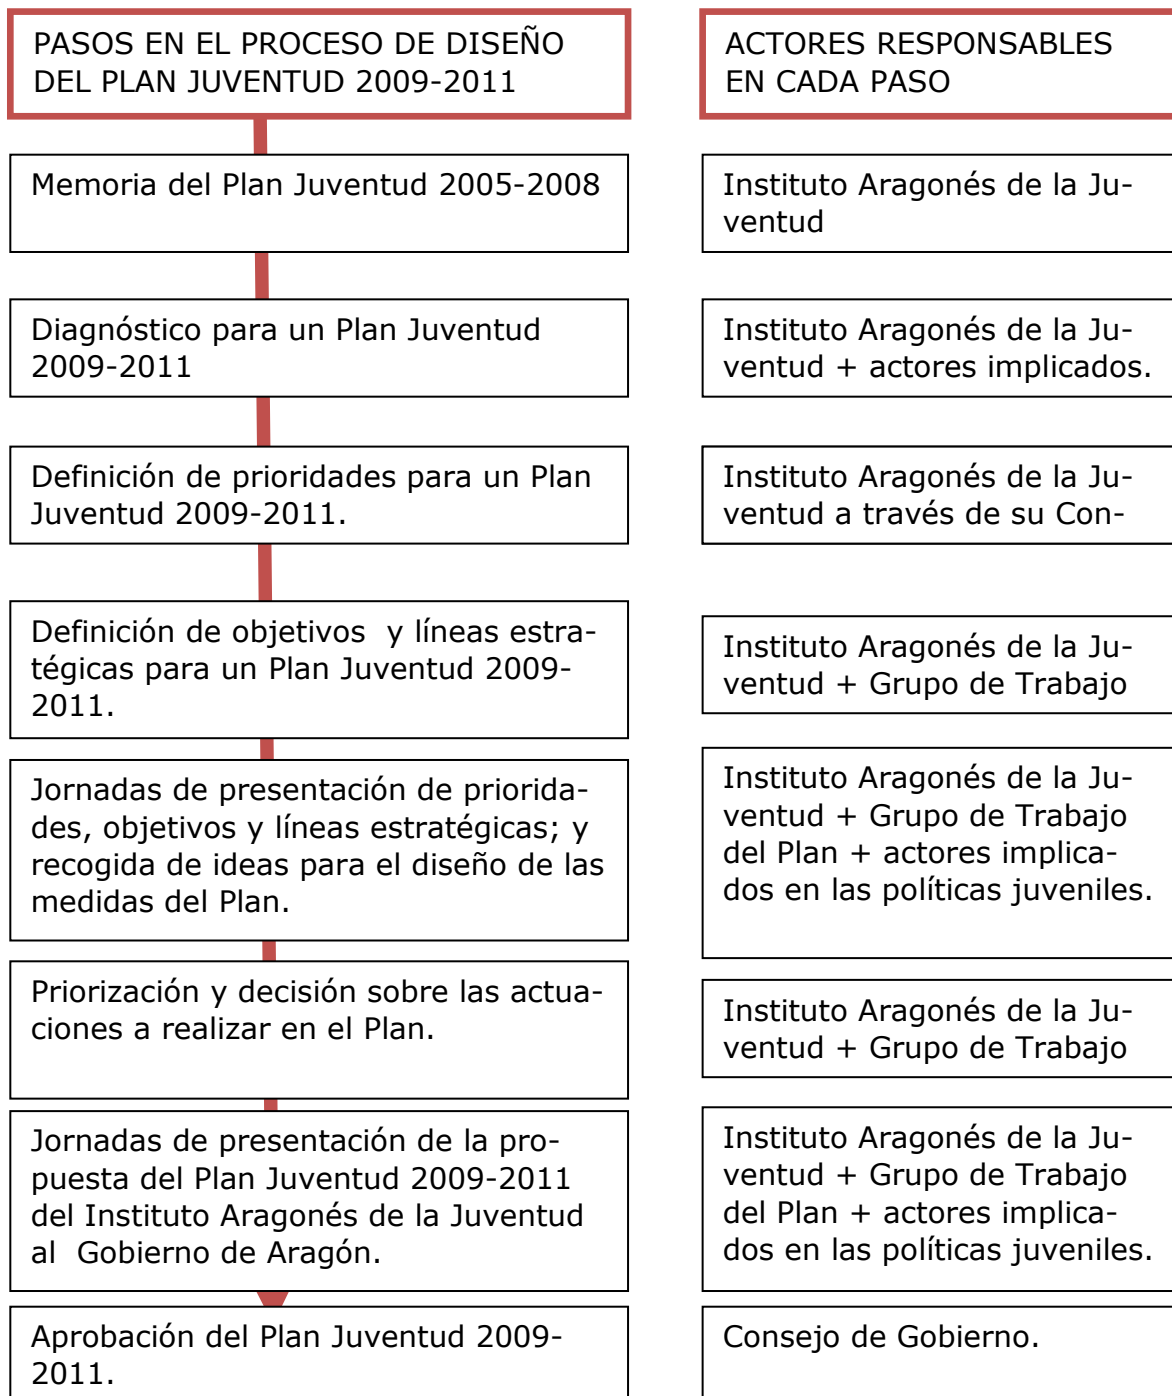 PASOS EN EL PROCESO DE DISEÑO
DEL PLAN JUVENTUD 2009-2011
ACTORES RESPONSABLES
EN CADA PASO
Memoria del Plan Juventud 2005-2008
Instituto Aragonés de la Ju-
ventud
Diagnóstico para un Plan Juventud
2009-2011
Instituto Aragonés de la Ju-
ventud + actores implicados.
Definición de prioridades para un Plan
Juventud 2009-2011.
Instituto Aragonés de la Ju-
ventud a través de su Con-
Definición de objetivos  y líneas estra-
tégicas para un Plan Juventud 2009-
2011.
Instituto Aragonés de la Ju-
ventud + Grupo de Trabajo
Jornadas de presentación de priorida-
des, objetivos y líneas estratégicas; y
recogida de ideas para el diseño de las
medidas del Plan.
Instituto Aragonés de la Ju-
ventud + Grupo de Trabajo
del Plan + actores implica-
dos en las políticas juveniles.
Priorización y decisión sobre las actua-
ciones a realizar en el Plan.
Instituto Aragonés de la Ju-
ventud + Grupo de Trabajo
Jornadas de presentación de la pro-
puesta del Plan Juventud 2009-2011
del Instituto Aragonés de la Juventud
al  Gobierno de Aragón.
Instituto Aragonés de la Ju-
ventud + Grupo de Trabajo
del Plan + actores implica-
dos en las políticas juveniles.
Aprobación del Plan Juventud 2009-
2011.
Consejo de Gobierno.